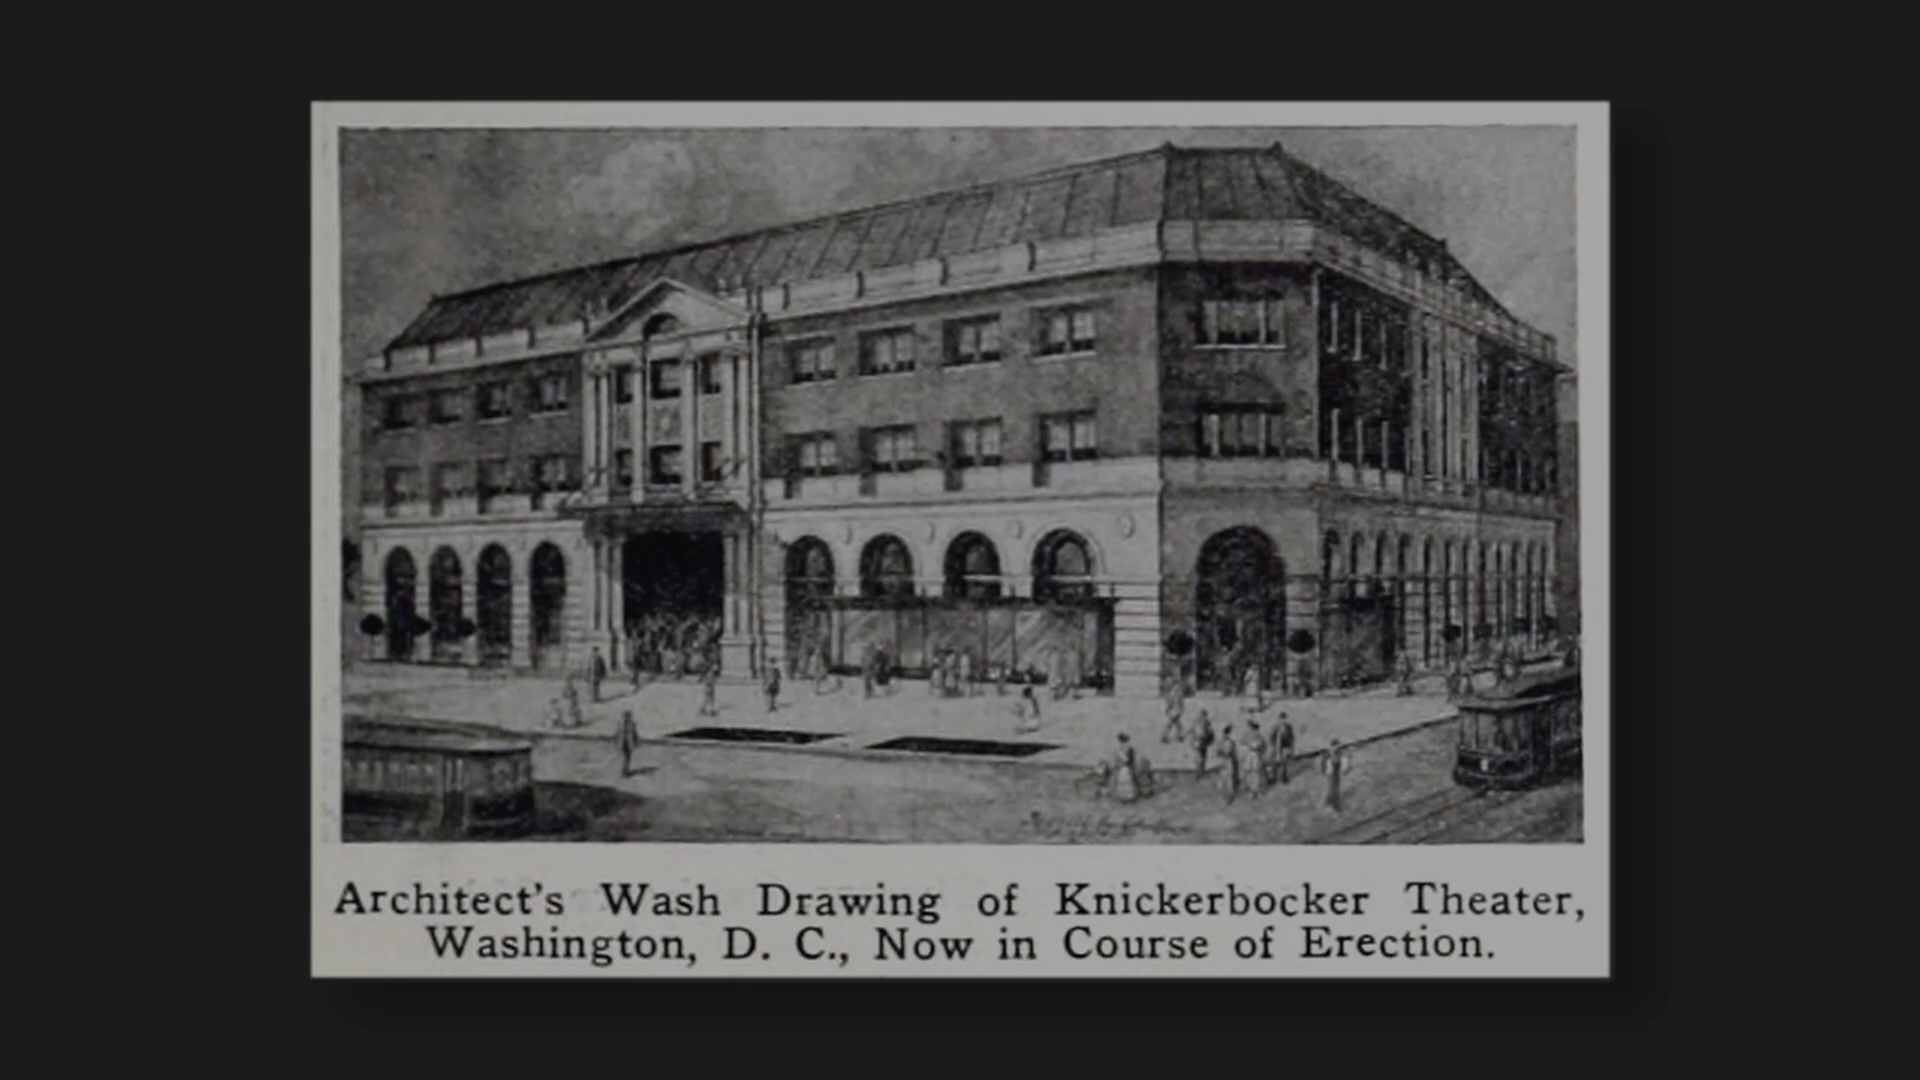 Architect's Wash Drawing of Knickerbocker Theater,
Washington, D. C., Now in Course of Erection.